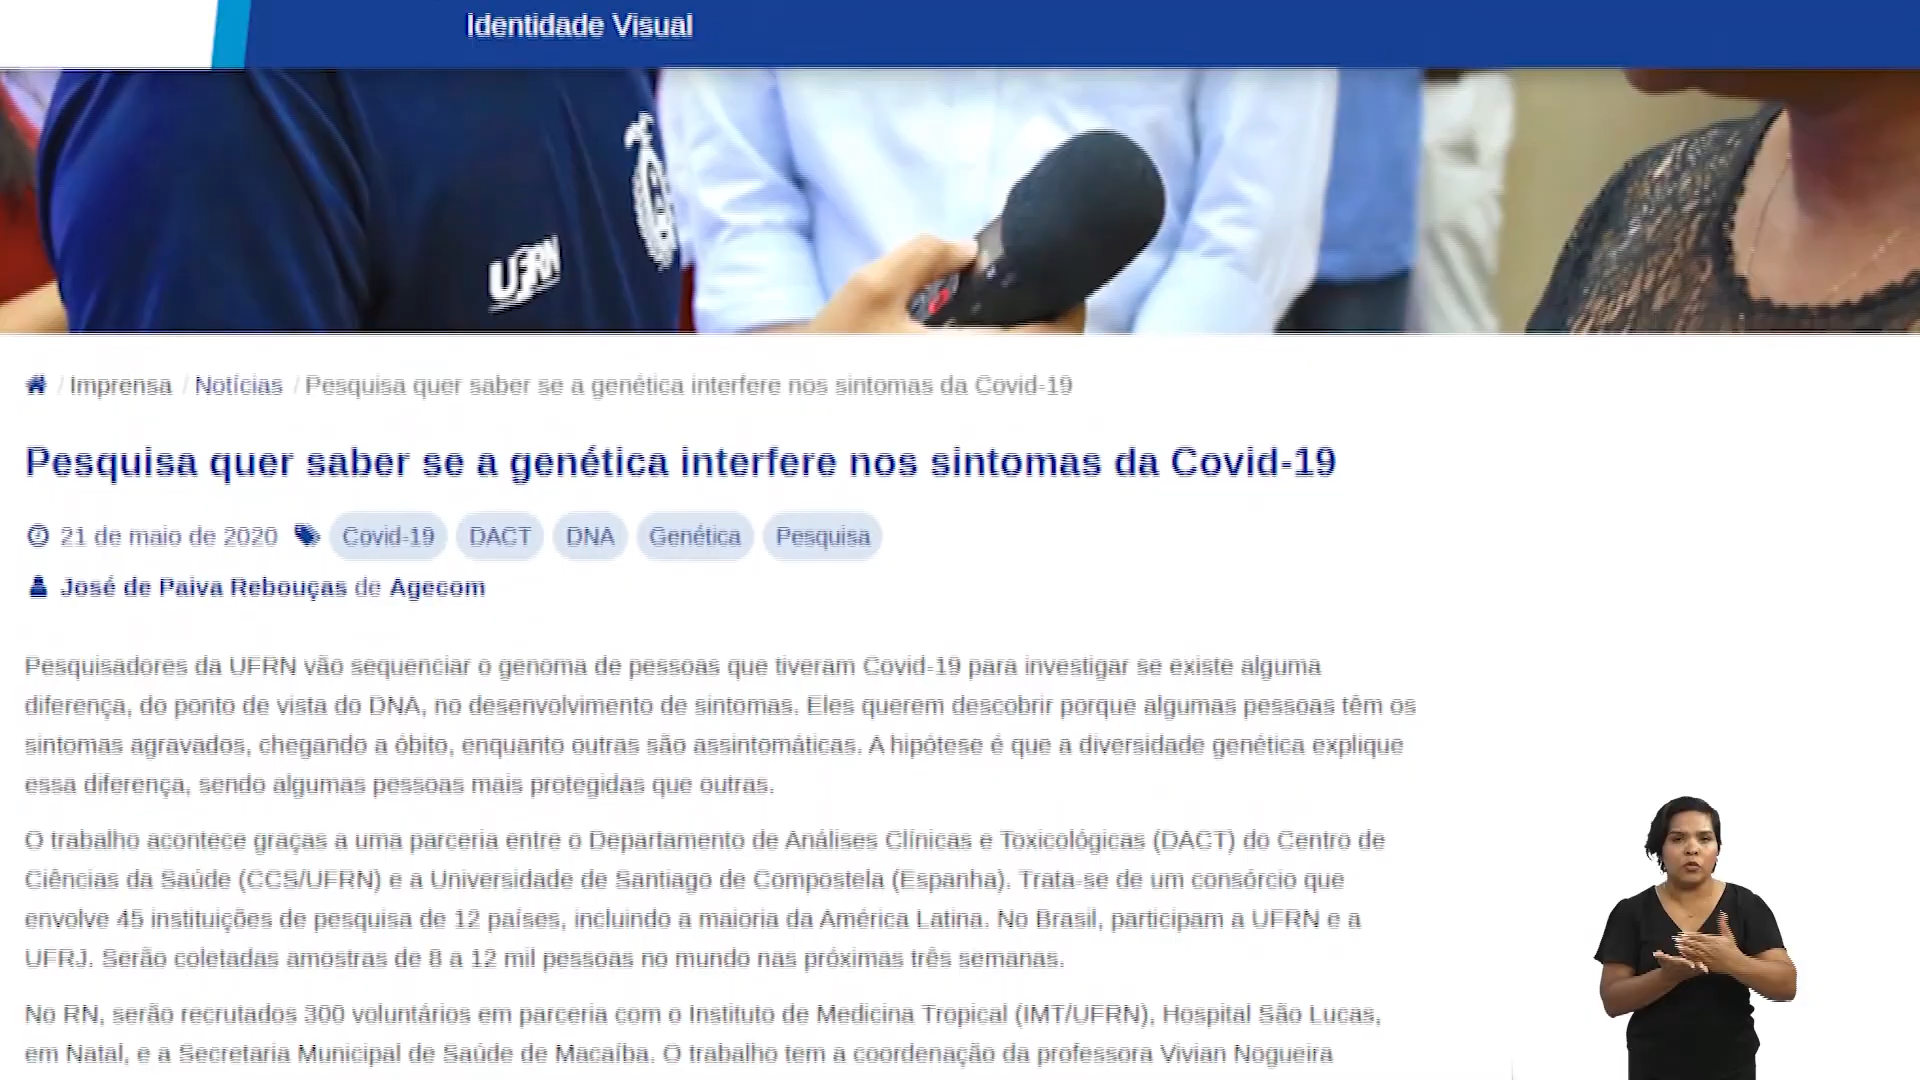 Identidade Visual
UFRN
/ Imprensa / Notícias / Pesquisa quer saber se a genética interfere nos sintomas da Covid-19
Pesquisa quer saber se a genética interfere nos sintomas da Covid-19
21 de maio de 2020 Covid-19 DACT DNA Genética Pesquisa
José de Paiva Rebouças de Agecom
Pesquisadores da UFRN vão sequenciar o genoma de pessoas que tiveram Covid-19 para investigar se existe alguma
diferença, do ponto de vista do DNA, no desenvolvimento de sintomas. Eles querem descobrir porque algumas pessoas têm os
sintomas agravados, chegando a óbito, enquanto outras são assintomáticas. A hipótese é que a diversidade genética explique
essa diferença, sendo algumas pessoas mais protegidas que outras.
O trabalho acontece graças a uma parceria entre o Departamento de Análises Clínicas e Toxicológicas (DACT) do Centro de
Ciências da Saúde (CCS/UFRN) e a Universidade de Santiago de Compostela (Espanha). Trata-se de um consórcio que
envolve 45 instituições de pesquisa de 12 países, incluindo a maioria da América Latina. No Brasil, participam a UFRN e a
UFRJ. Serão coletadas amostras de 8 a 12 mil pessoas no mundo nas próximas três semanas.
No RN, serão recrutados 300 voluntários em parceria com o Instituto de Medicina Tropical (IMT/UFRN), Hospital São Lucas,
em Natal, e a Secretaria Municipal de Saúde de Macaíba. O trabalho tem a coordenação da professora Vivian Nogueira